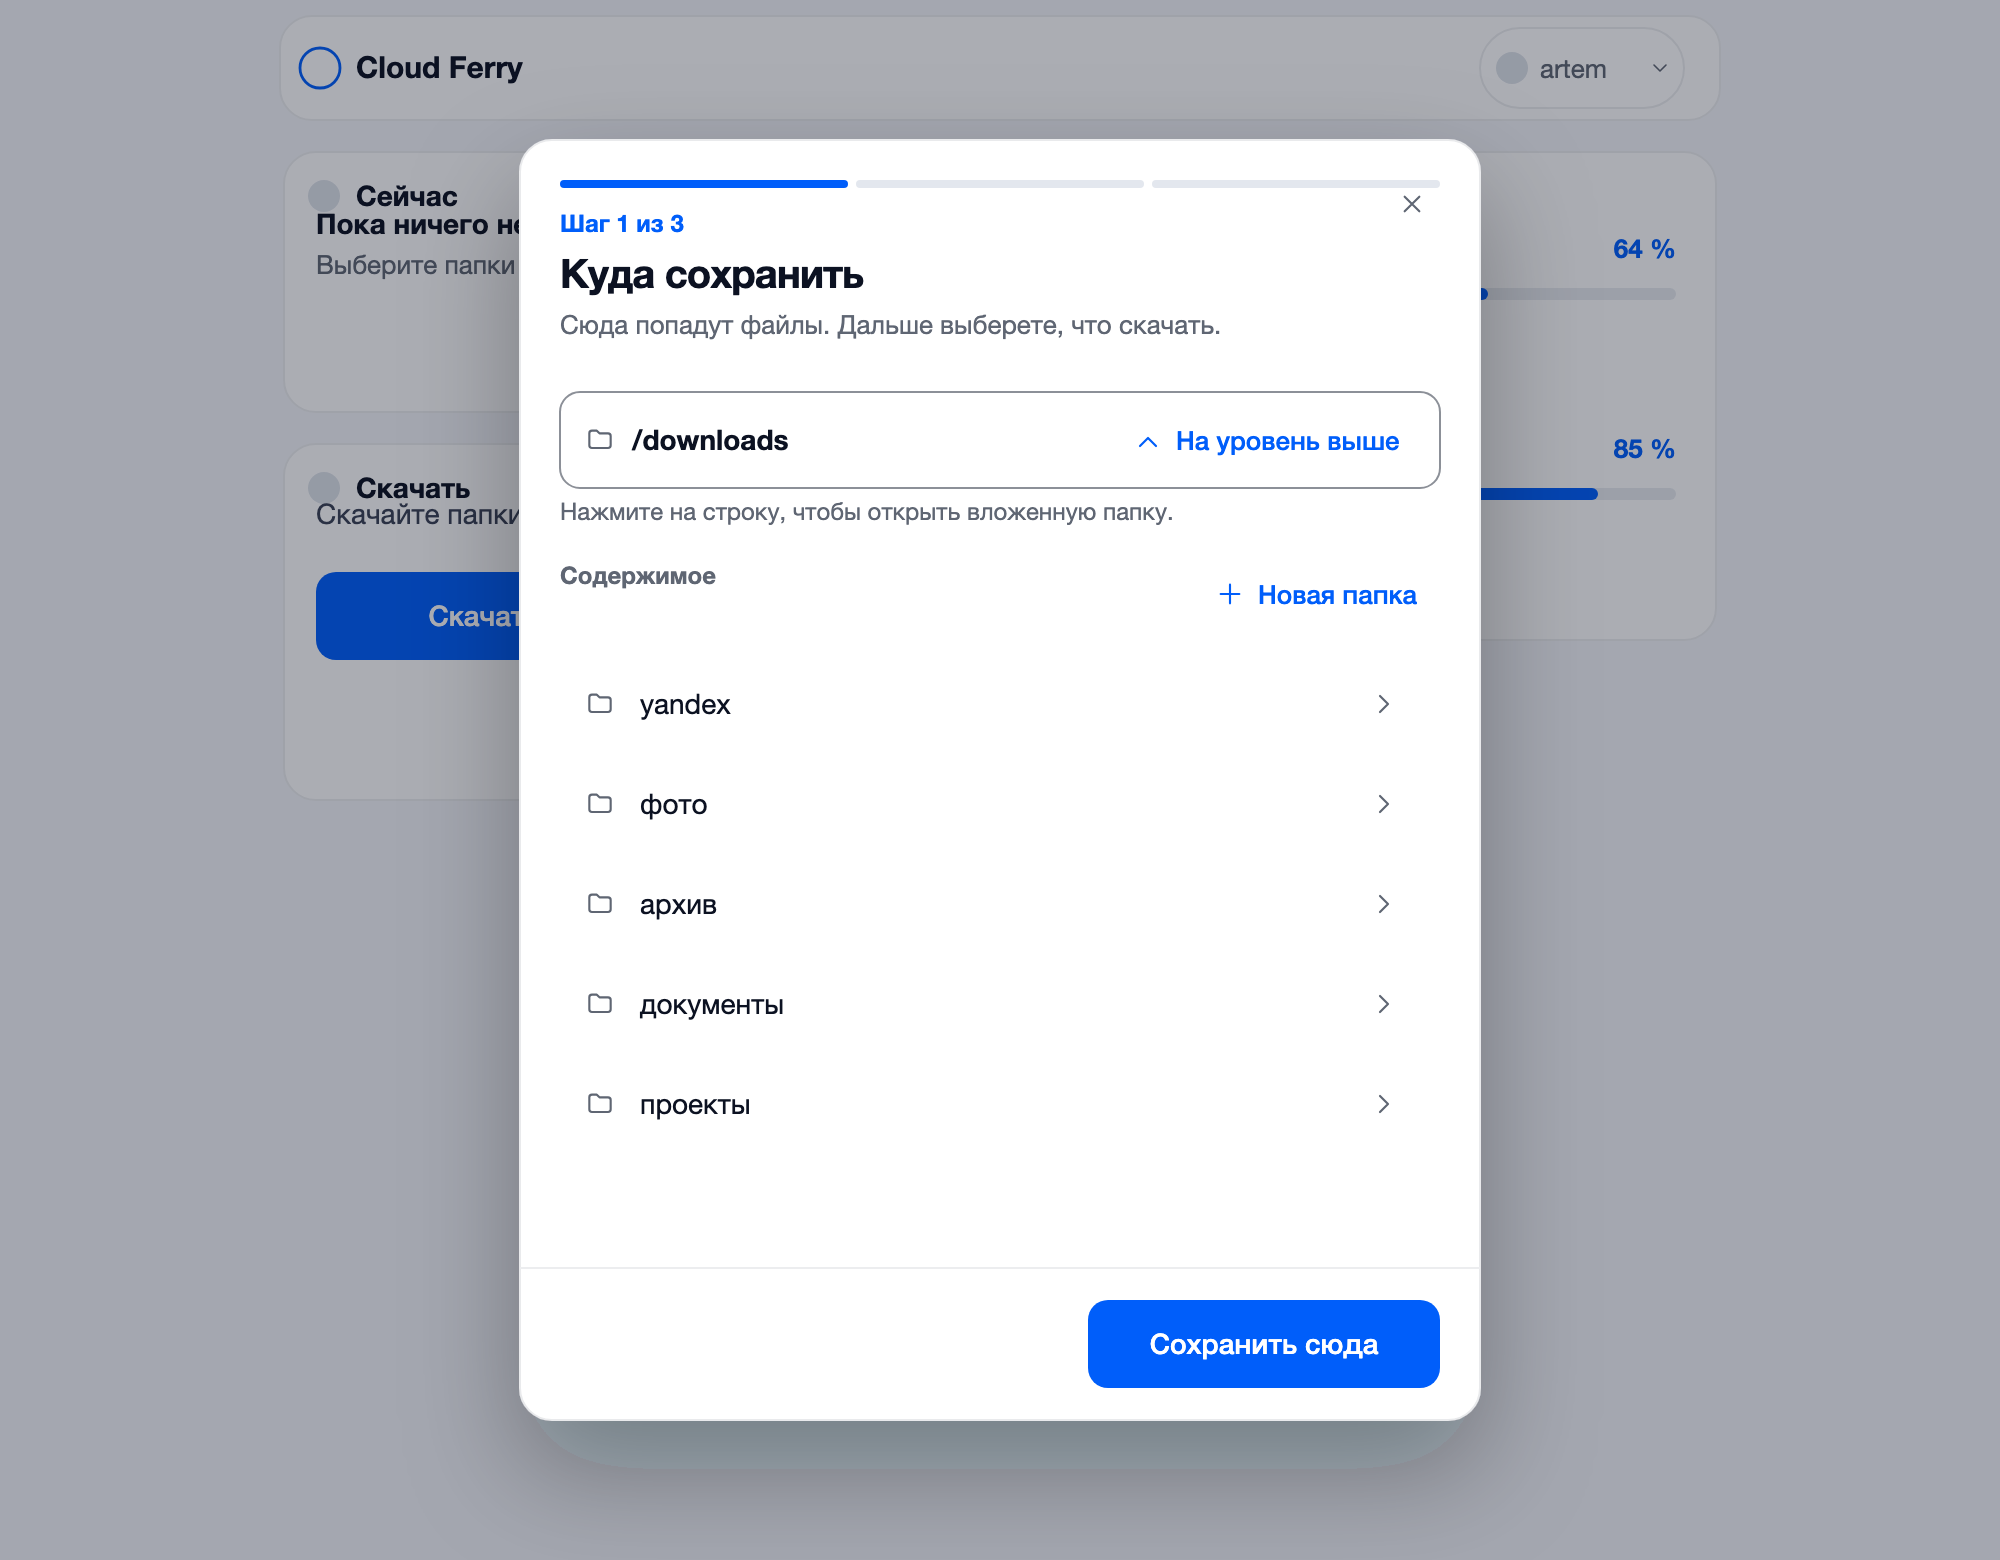 Cloud Ferry
artem
Сейчас
Пока ничего
Выберите папки
64 %
85 %
Скачать
Скачайте папки
Шаг 1 из 3
Куда сохранить
Сюда попадут файлы. Дальше выберете, что скачать.
/downloads
На уровень выше
Нажмите на строку, чтобы открыть вложенную папку.
Содержимое
Новая папка
yandex
фото
архив
документы
проекты
Сохранить сюда